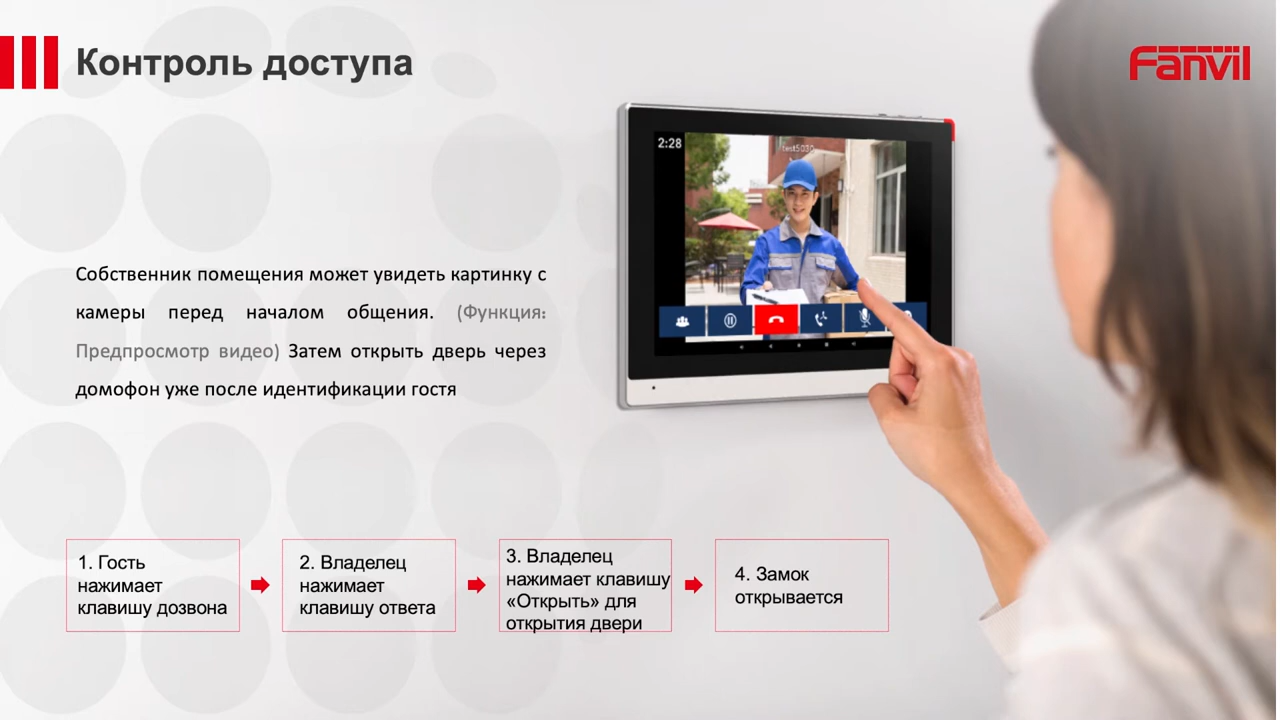 Контроль доступа
Fanvil
2:28
test5030
Собственник помещения может увидеть картинку с
камеры перед началом общения. (Функция:
Предпросмотр видео) Затем открыть дверь через
домофон уже после идентификации гостя
1. Гость
нажимает
клавишу дозвона
2. Владелец
нажимает
клавишу ответа
3. Владелец
нажимает клавишу
«Открыть» для
открытия двери
4. Замок
открывается